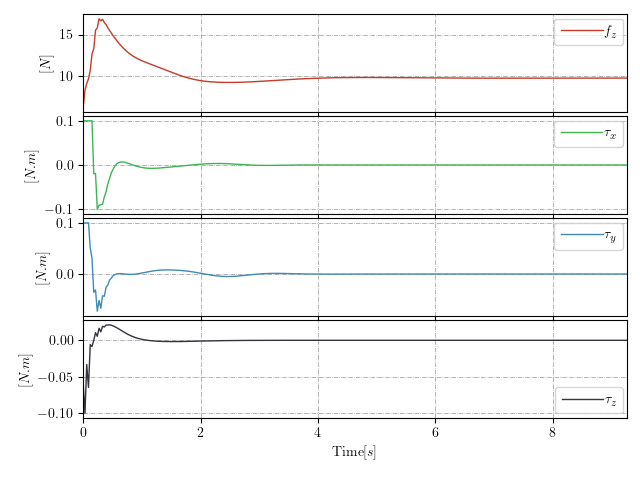 15
10
[N]
f_z
0.1
0.0
−0.1
[N.m]
τ_x
0.1
0.0
[N.m]
τ_y
0.00
−0.05
−0.10
[N.m]
τ_z
0 2 4 6 8
Time[s]